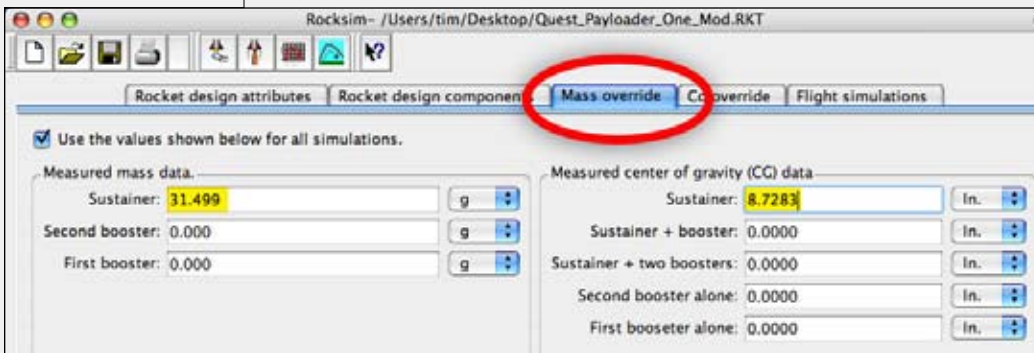 Rocksim- /Users/tim/Desktop/Quest_Payloader_One_Mod.RKT
Rocket design attributes Rocket design component Mass override C override Flight simulations
Use the values shown below for all simulations.
Measured mass data.
Sustainer: 31.499 g
Second booster: 0.000 g
First booster: 0.000 g
Measured center of gravity (CG) data
Sustainer: 8.7283 In.
Sustainer + booster: 0.0000 In.
Sustainer + two boosters: 0.0000 In.
Second booster alone: 0.0000 In.
First booseter alone: 0.0000 In.